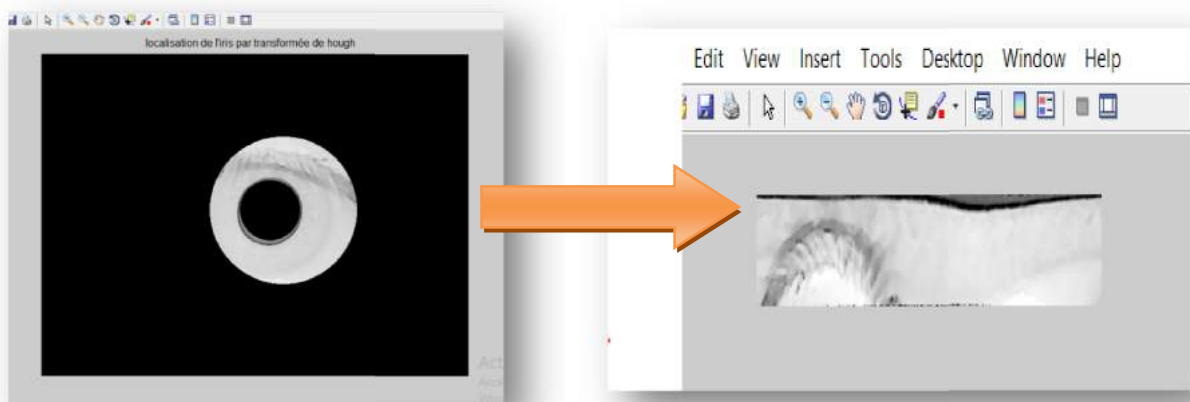 localisation de l'iris par transformée de hough
Edit View Insert Tools Desktop Window Help